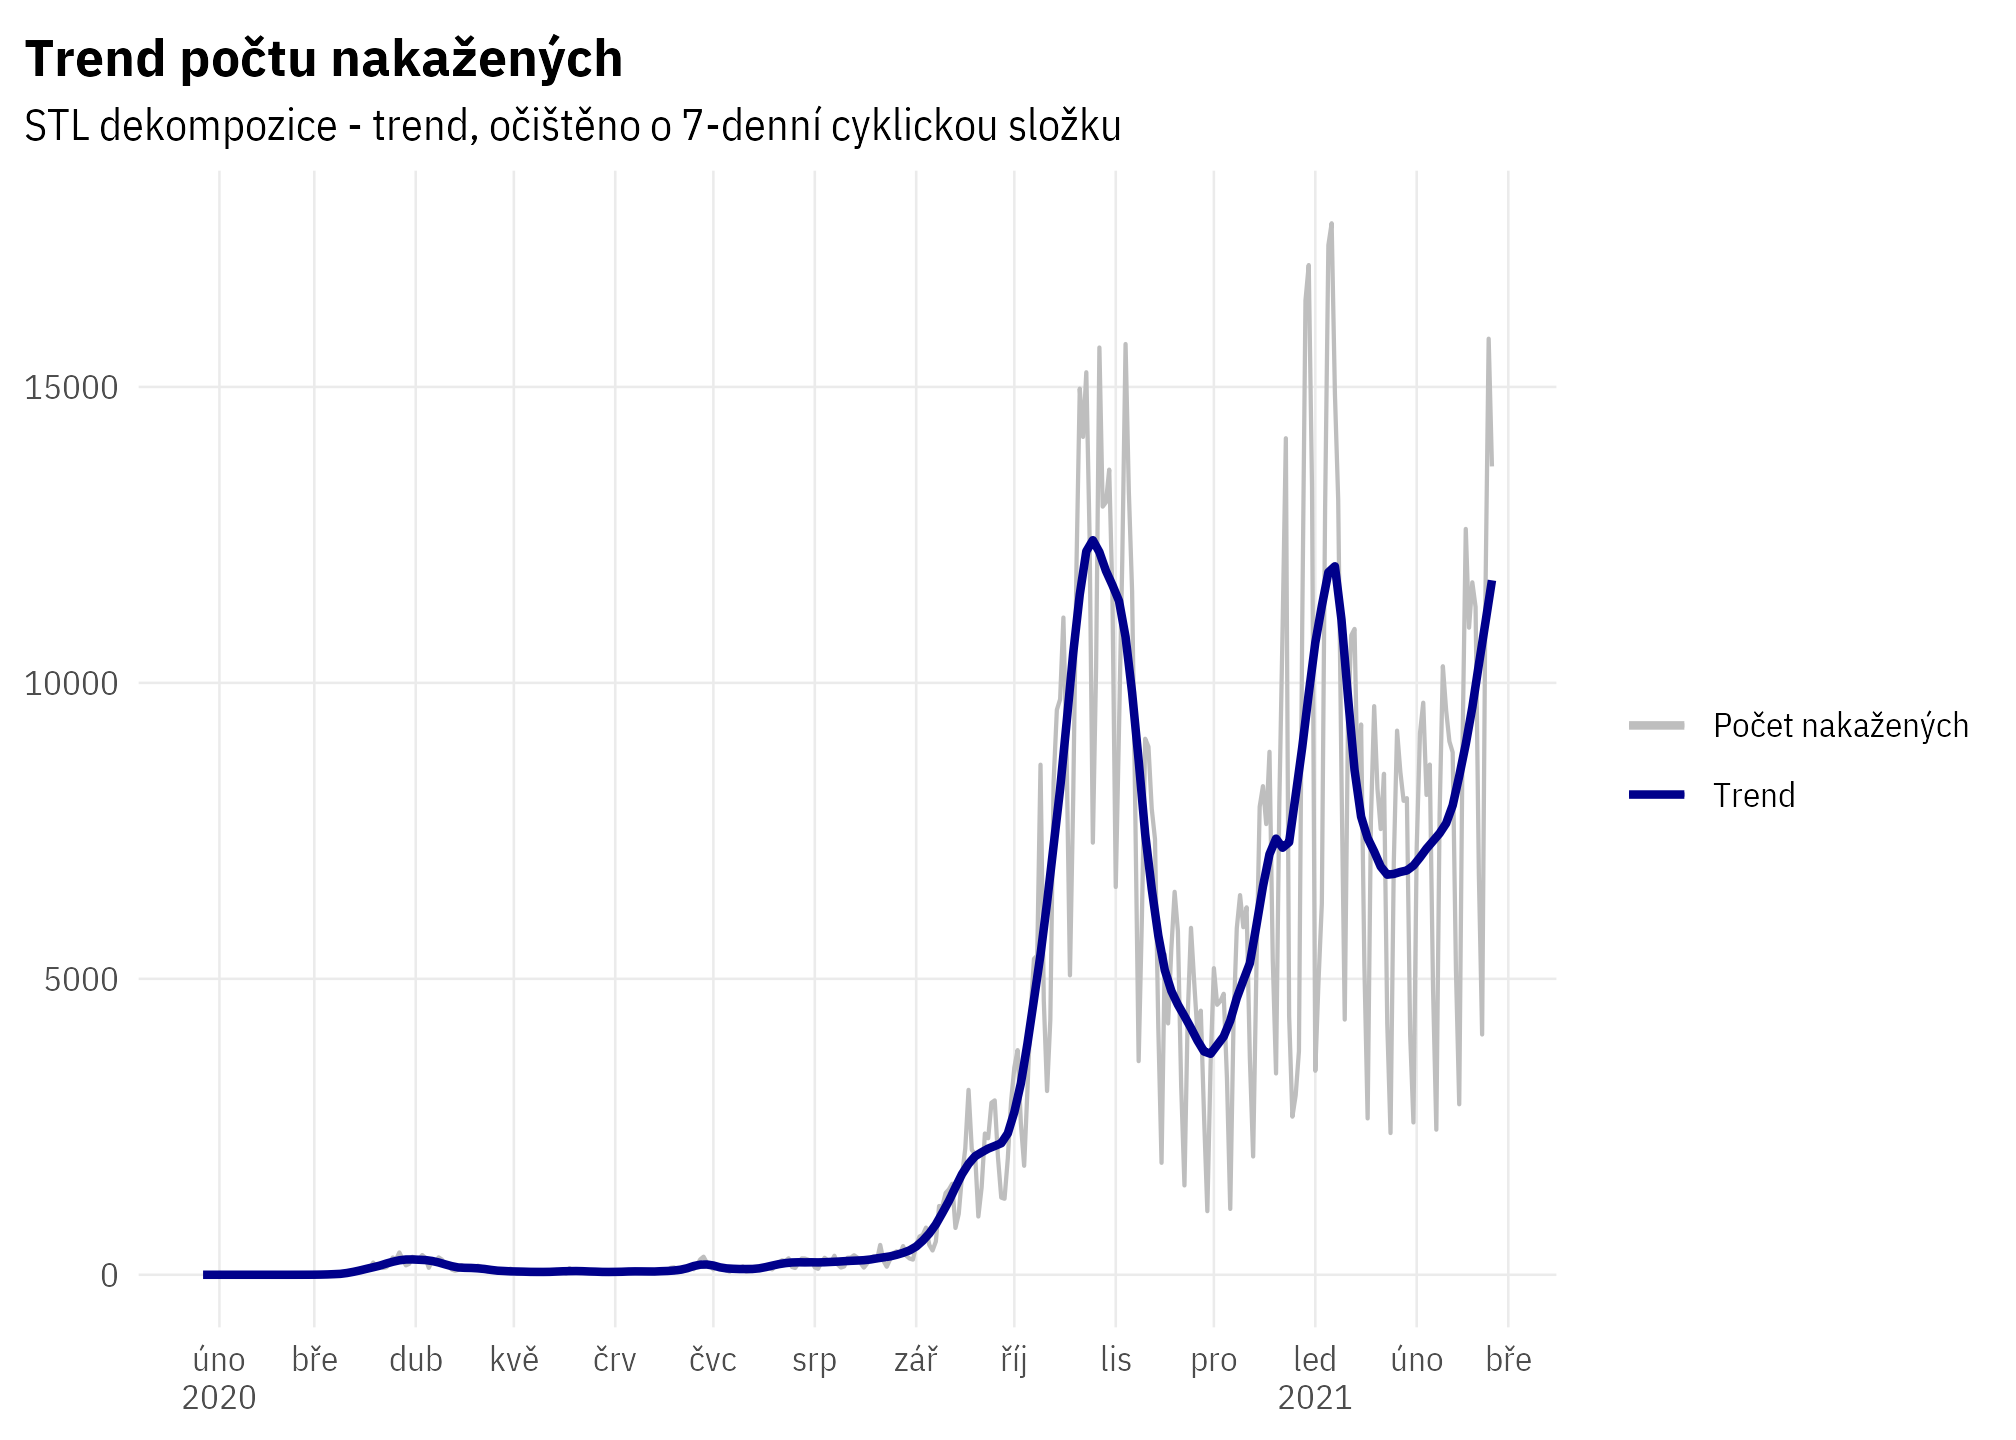 Trend počtu nakažených
STL dekompozice - trend, očištěno o 7-denní cyklickou složku
15000
10000
5000
0
úno bře dub kvě črv čvc srp zář říj lis pro led úno bře
2020 2021
Počet nakažených
Trend